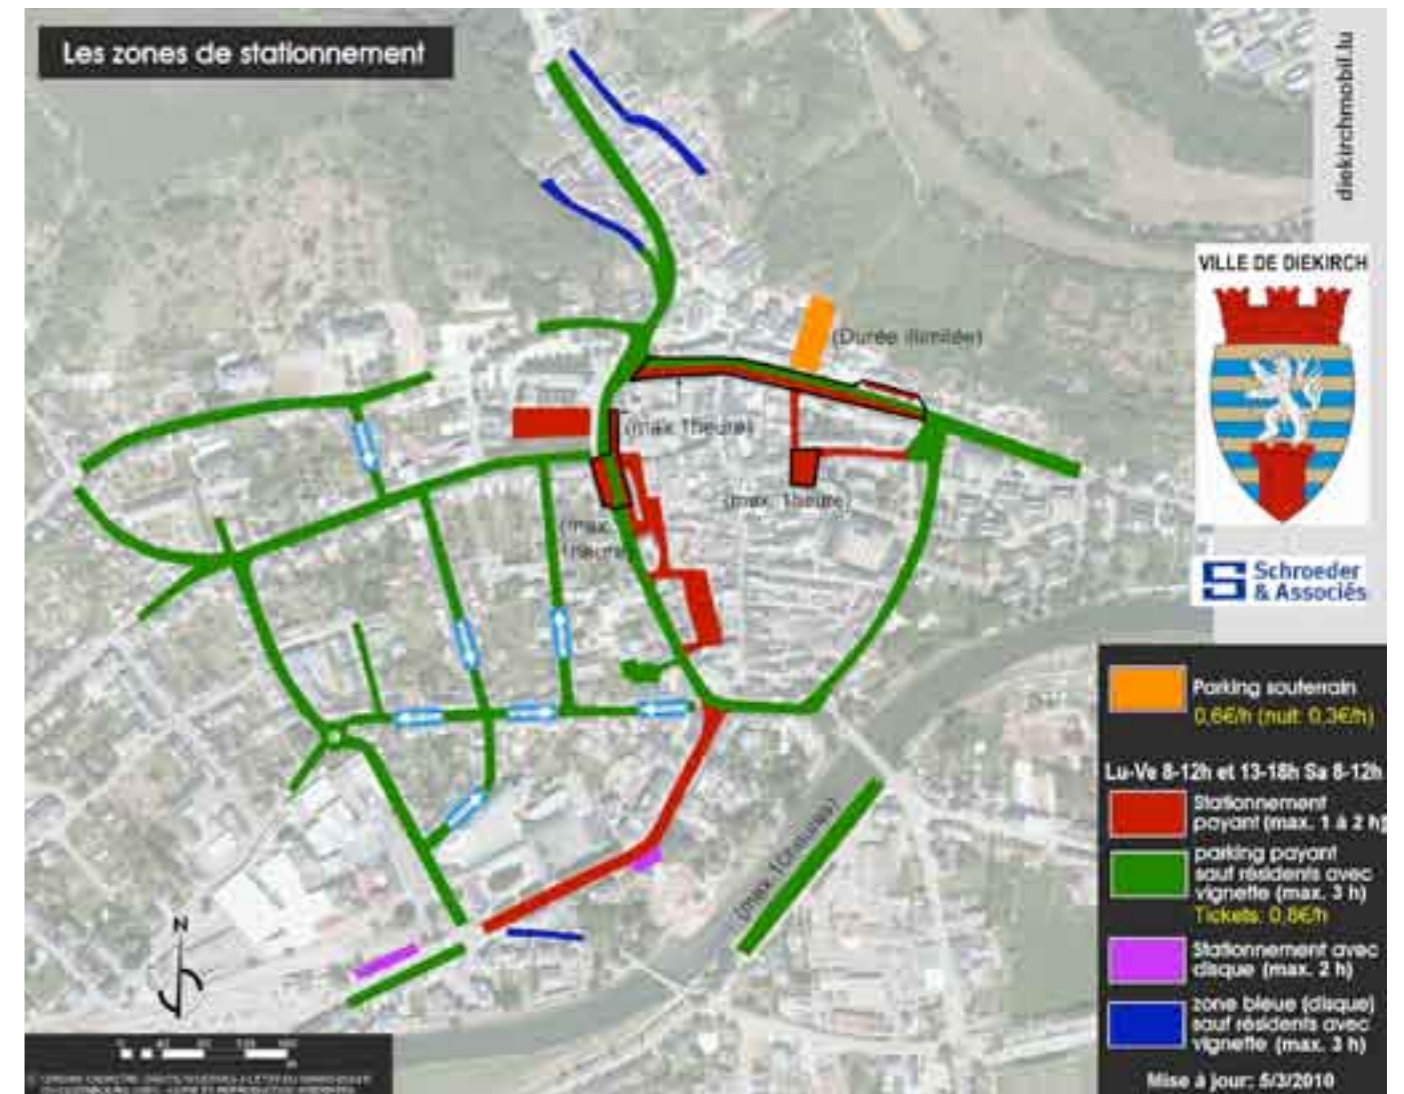 Les zones de stationnement
diekirchmobil.lu
VILLE DE DIEKIRCH
(Durée illimitée)
(max 1heure)
(max. 1heure)
(max.
Schroeder
& Associés
(max 10heures)
Parking souterrain
0,6€/h (nuit: 0,3€/h)
Lu-Ve 8-12h et 13-18h Sa 8-12h
Stationnement
payant (max. 1 à 2 h)
parking payant
sauf résidents avec
vignette (max. 3 h)
Tickets: 0,8€/h
Stationnement avec
disque (max. 2 h)
zone bleue (disque)
sauf résidents avec
vignette (max. 3 h)
Mise à jour: 5/3/2010
N